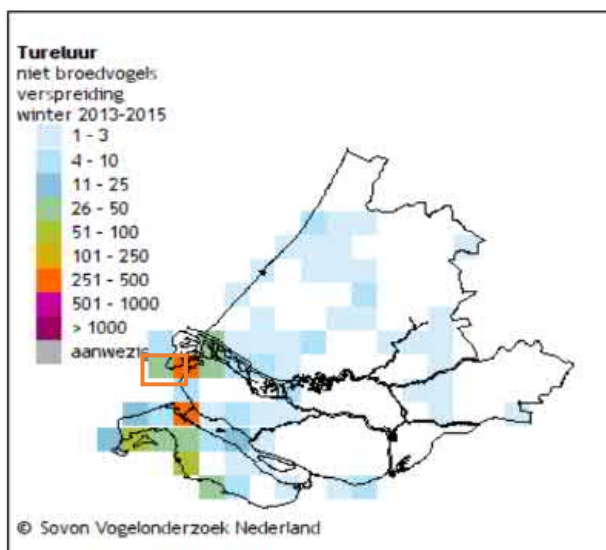 Tureluur
niet broedvogels
verspreiding
winter 2013-2015
1 - 3
4 - 10
11 - 25
26 - 50
51 - 100
101 - 250
251 - 500
501 - 1000
> 1000
aanwezig
© Sovon Vogelonderzoek Nederland